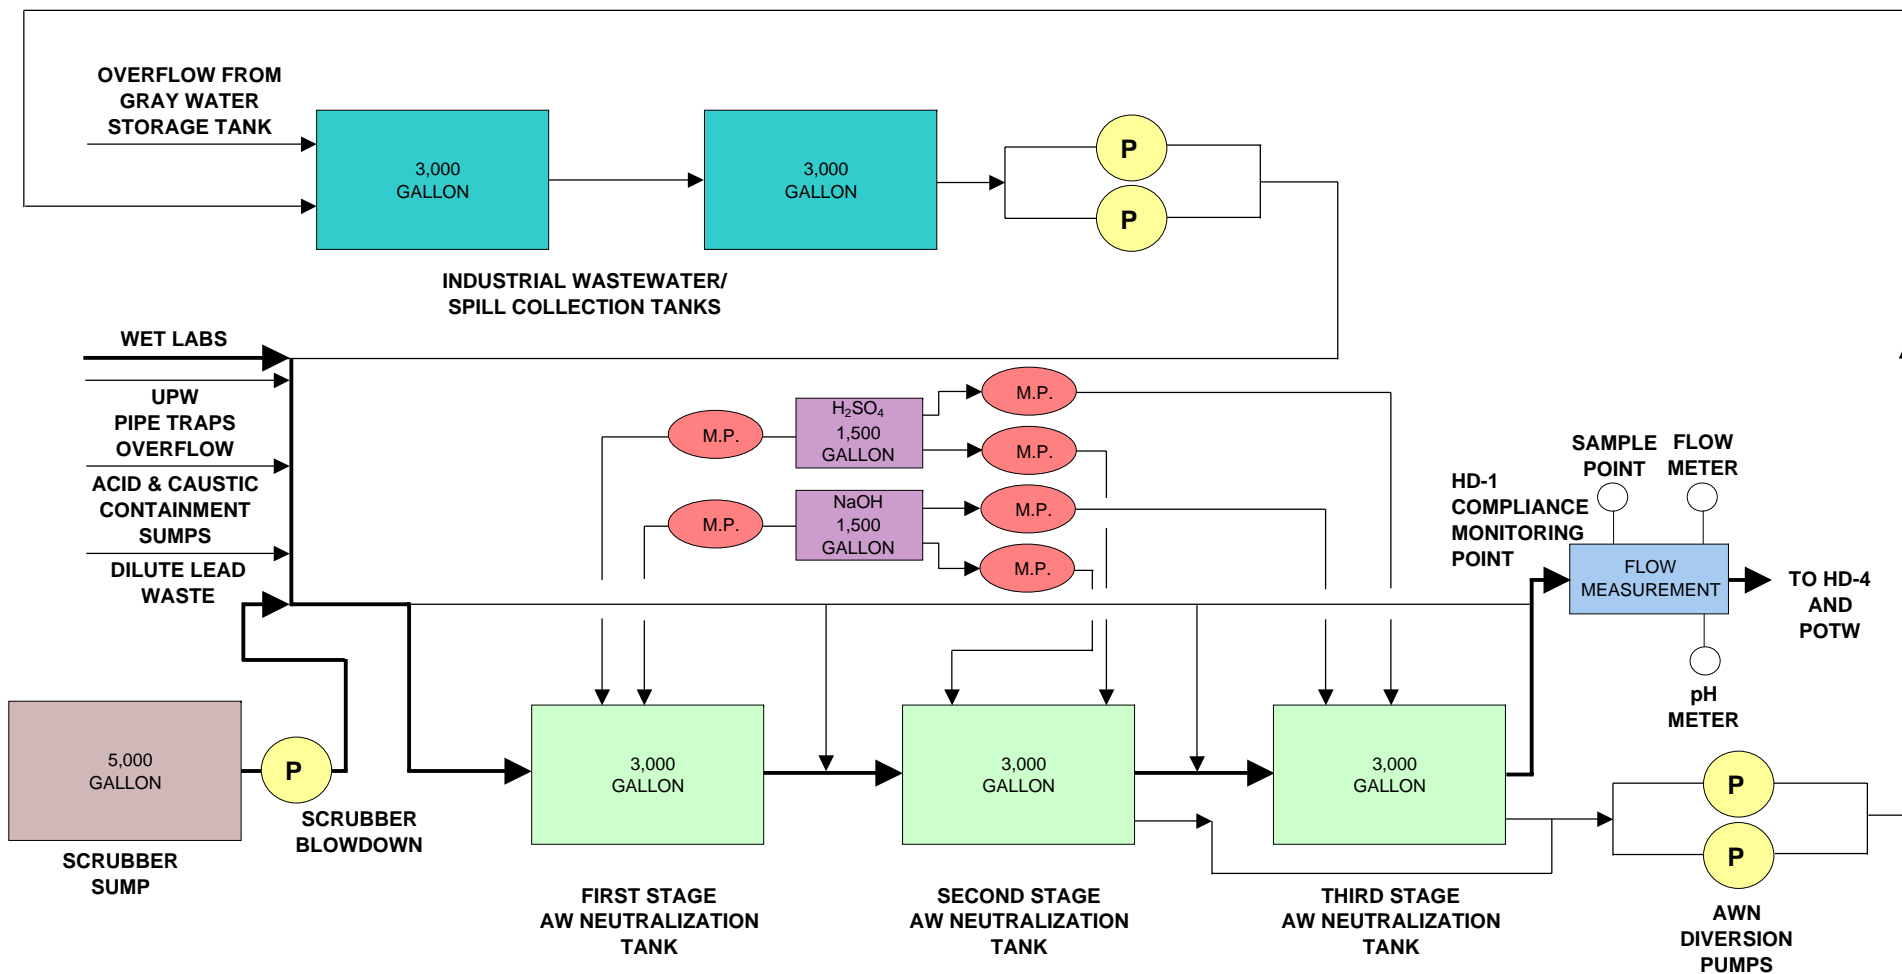 OVERFLOW FROM
GRAY WATER
STORAGE TANK
3,000
GALLON
3,000
GALLON
P
P
INDUSTRIAL WASTEWATER/
SPILL COLLECTION TANKS
WET LABS
UPW
PIPE TRAPS
OVERFLOW
ACID & CAUSTIC
CONTAINMENT
SUMPS
DILUTE LEAD
WASTE
M.P.
H₂SO₄
1,500
GALLON
M.P.
M.P.
M.P.
NaOH
1,500
GALLON
M.P.
M.P.
HD-1
COMPLIANCE
MONITORING
POINT
SAMPLE
POINT
FLOW
METER
FLOW
MEASUREMENT
TO HD-4
AND
POTW
pH
METER
5,000
GALLON
P
SCRUBBER
BLOWDOWN
SCRUBBER
SUMP
3,000
GALLON
3,000
GALLON
3,000
GALLON
P
P
FIRST STAGE
AW NEUTRALIZATION
TANK
SECOND STAGE
AW NEUTRALIZATION
TANK
THIRD STAGE
AW NEUTRALIZATION
TANK
AWN
DIVERSION
PUMPS